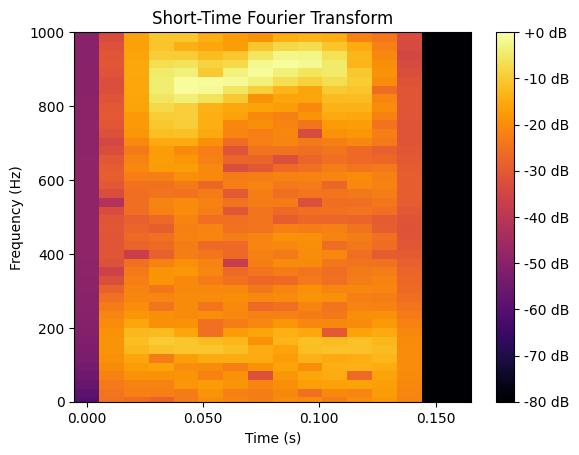 Short-Time Fourier Transform
Frequency (Hz)
1000
800
600
400
200
0
0.000
0.050
0.100
0.150
Time (s)
+0 dB
-10 dB
-20 dB
-30 dB
-40 dB
-50 dB
-60 dB
-70 dB
-80 dB